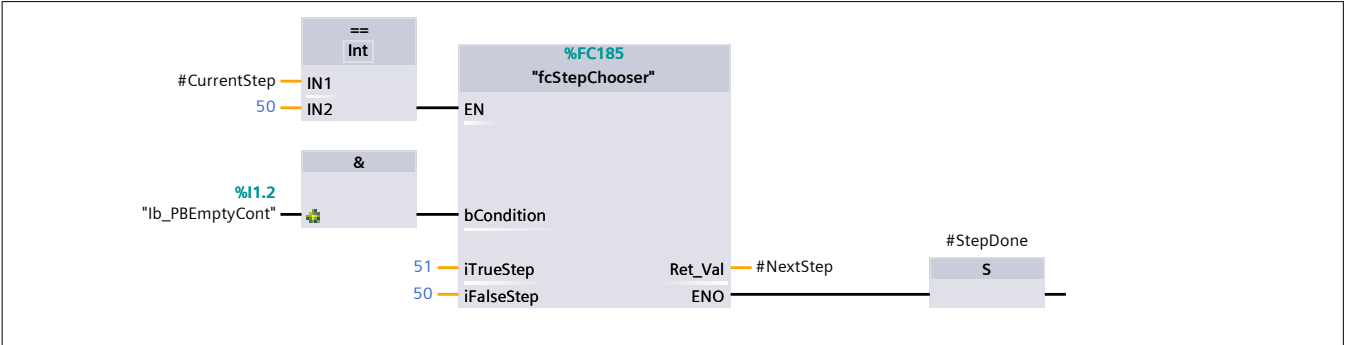 ==
Int
#CurrentStep
IN1
50
IN2
%FC185
"fcStepChooser"
EN
&
%I1.2
"Ib_PBEmptyCont"
bCondition
51
iTrueStep
Ret_Val
#NextStep
50
iFalseStep
ENO
#StepDone
S